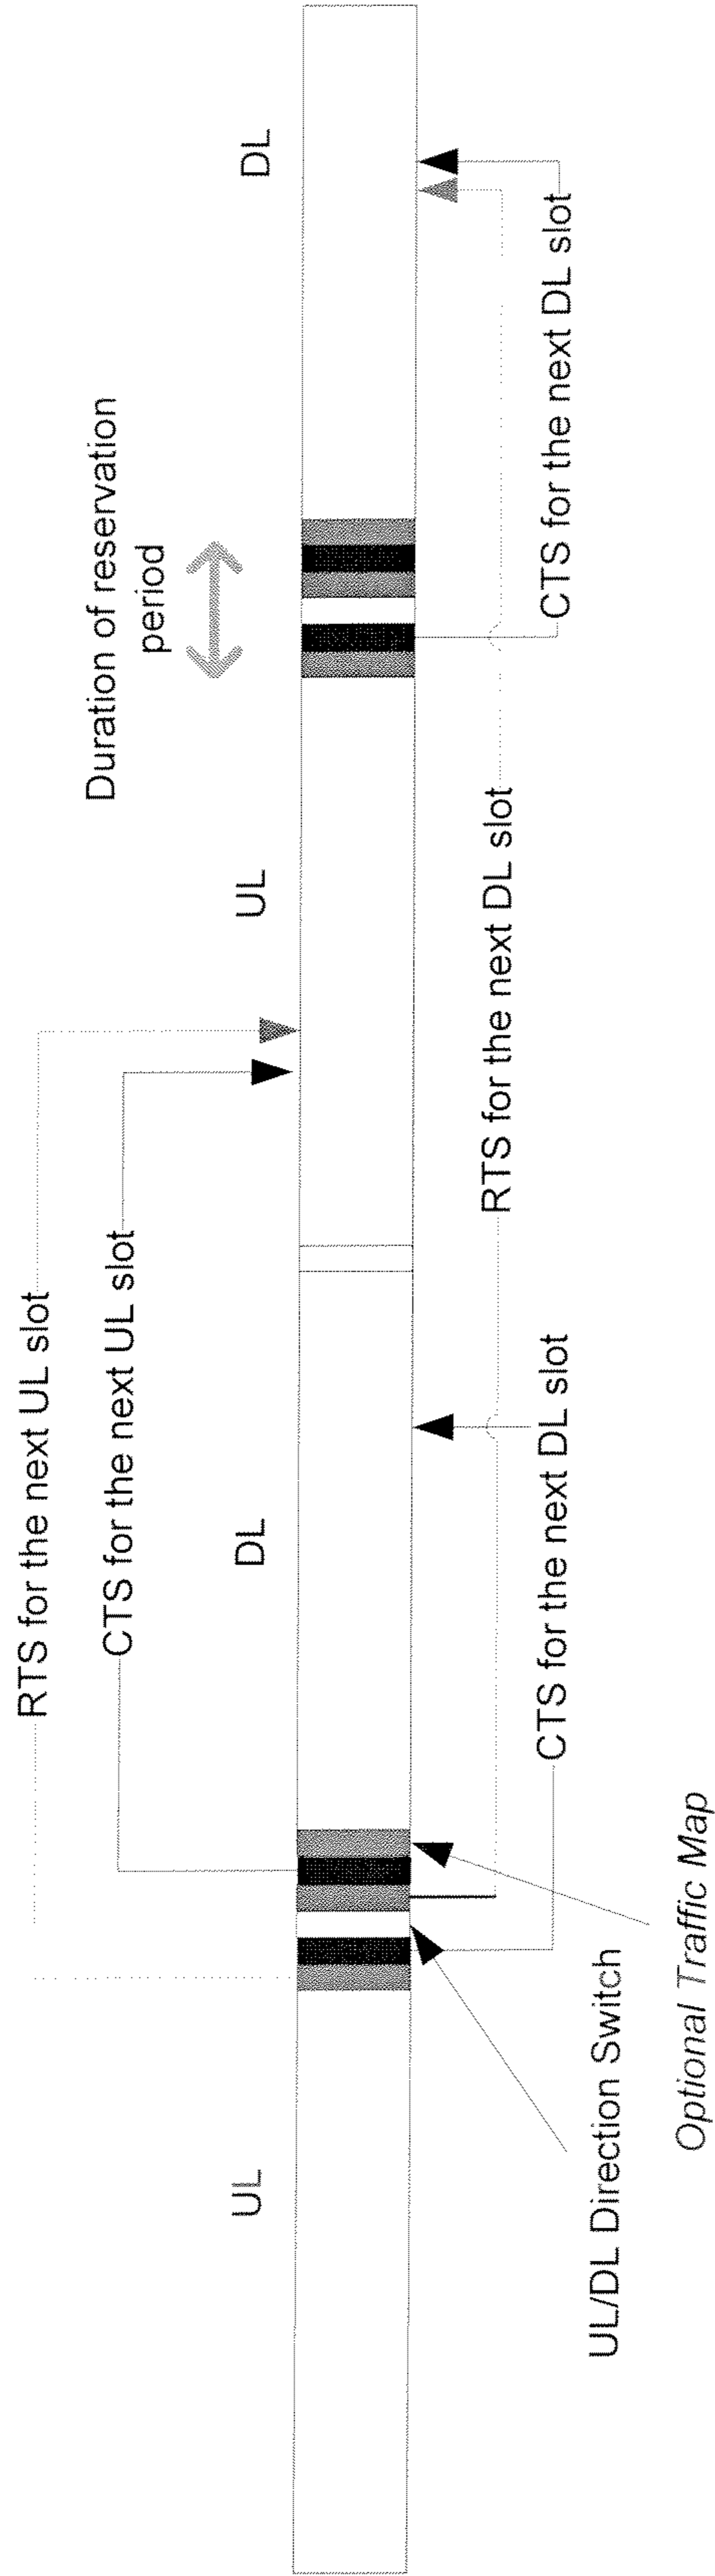 RTS for the next UL slot
CTS for the next UL slot
Duration of reservation
period
UL
DL
UL
DL
RTS for the next DL slot
CTS for the next DL slot
CTS for the next DL slot
UL/DL Direction Switch
Optional Traffic Map